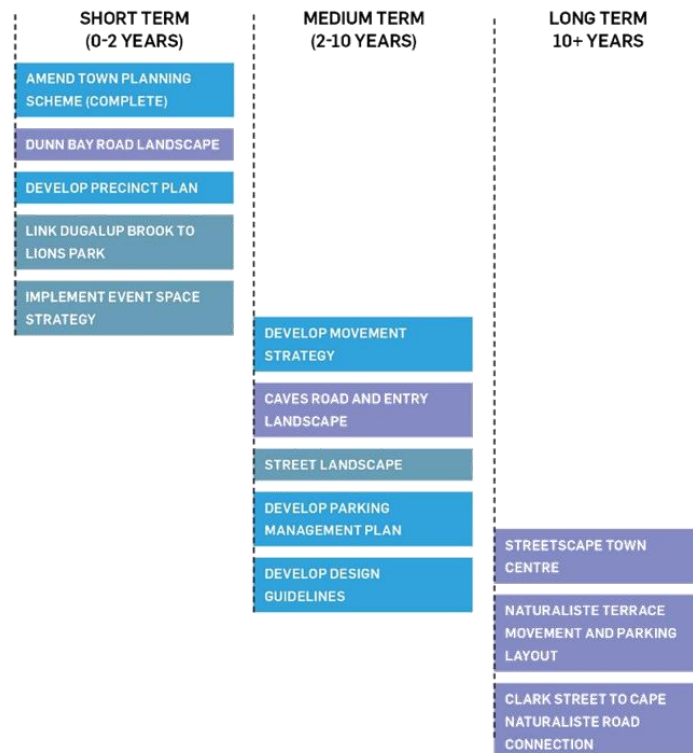 SHORT TERM
(0-2 YEARS)
MEDIUM TERM
(2-10 YEARS)
LONG TERM
10+ YEARS
AMEND TOWN PLANNING
SCHEME (COMPLETE)
DUNN BAY ROAD LANDSCAPE
DEVELOP PRECINCT PLAN
LINK DUGALUP BROOK TO
LIONS PARK
IMPLEMENT EVENT SPACE
STRATEGY
DEVELOP MOVEMENT
STRATEGY
CAVES ROAD AND ENTRY
LANDSCAPE
STREET LANDSCAPE
DEVELOP PARKING
MANAGEMENT PLAN
DEVELOP DESIGN
GUIDELINES
STREETSCAPE TOWN
CENTRE
NATURALISTE TERRACE
MOVEMENT AND PARKING
LAYOUT
CLARK STREET TO CAPE
NATURALISTE ROAD
CONNECTION